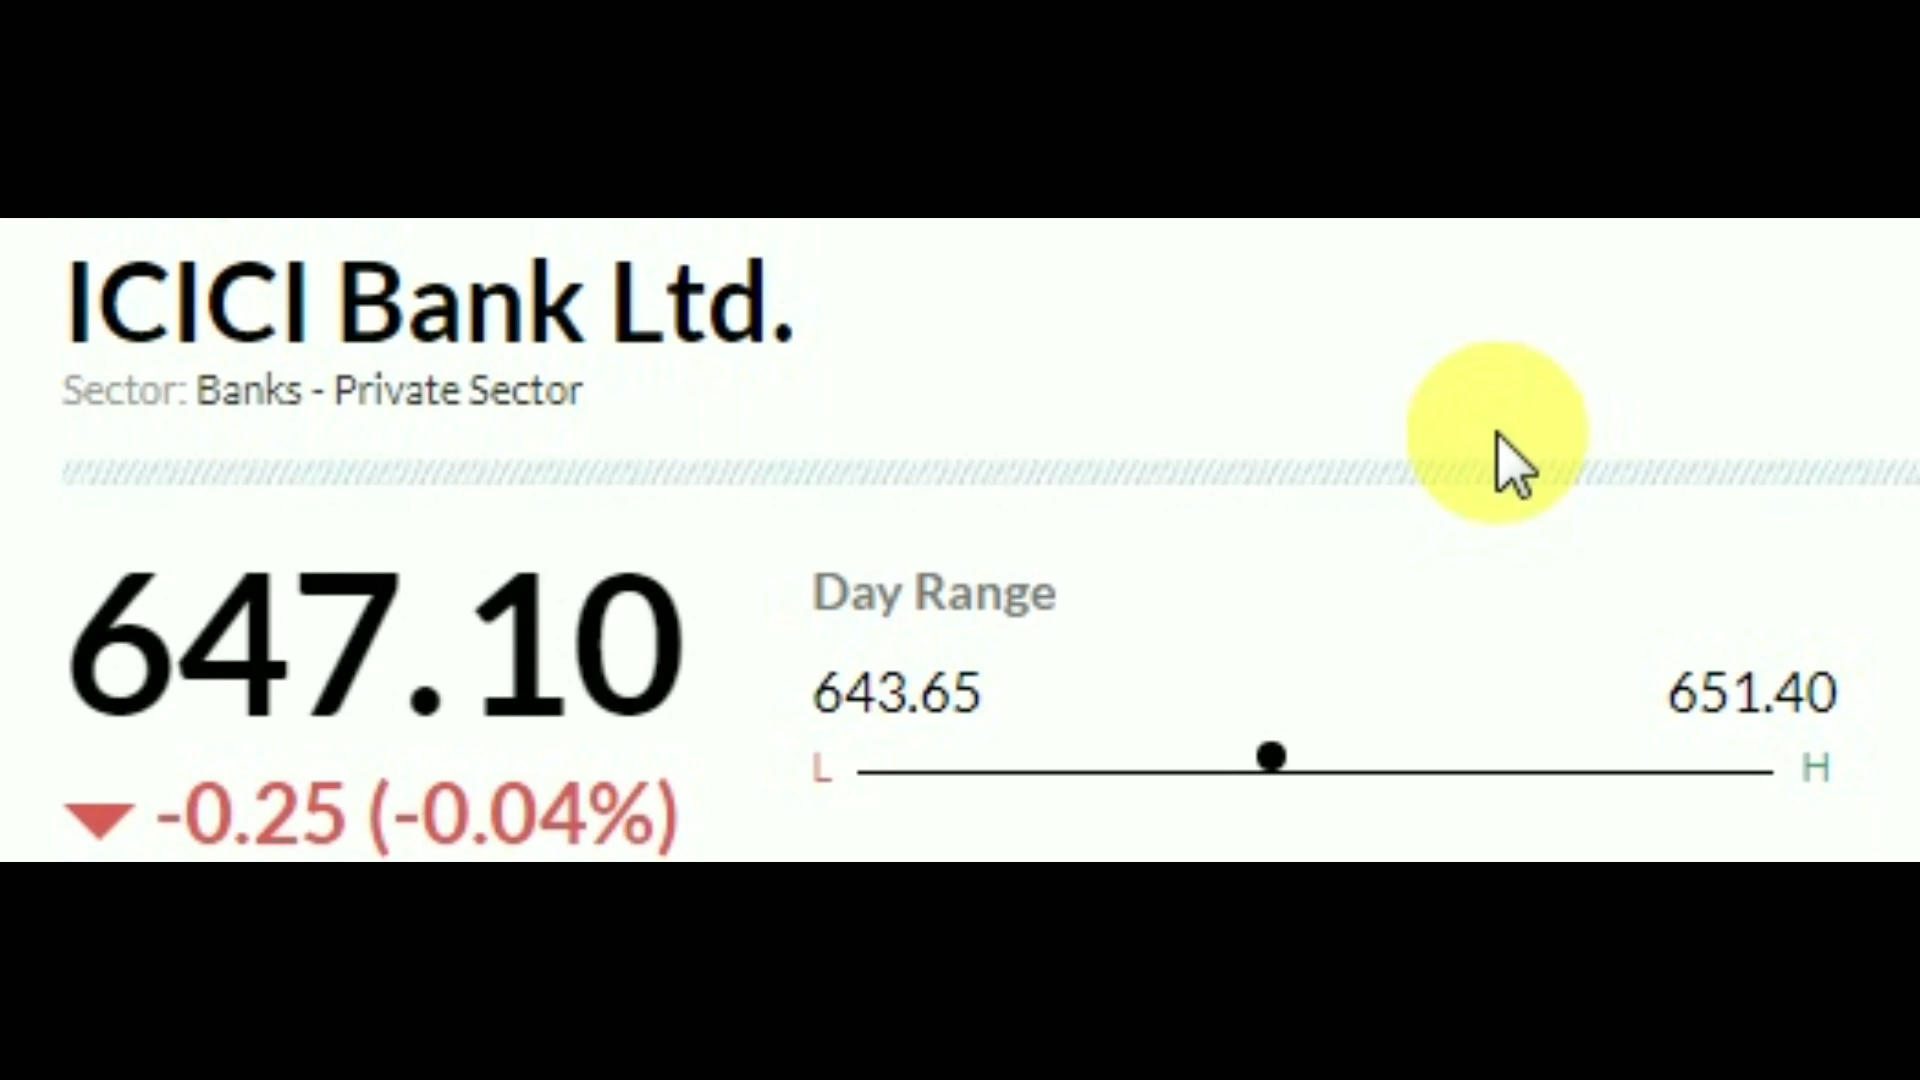 ICICI Bank Ltd.
Sector: Banks - Private Sector
647.10
-0.25 (-0.04%)
Day Range
643.65 651.40
L H